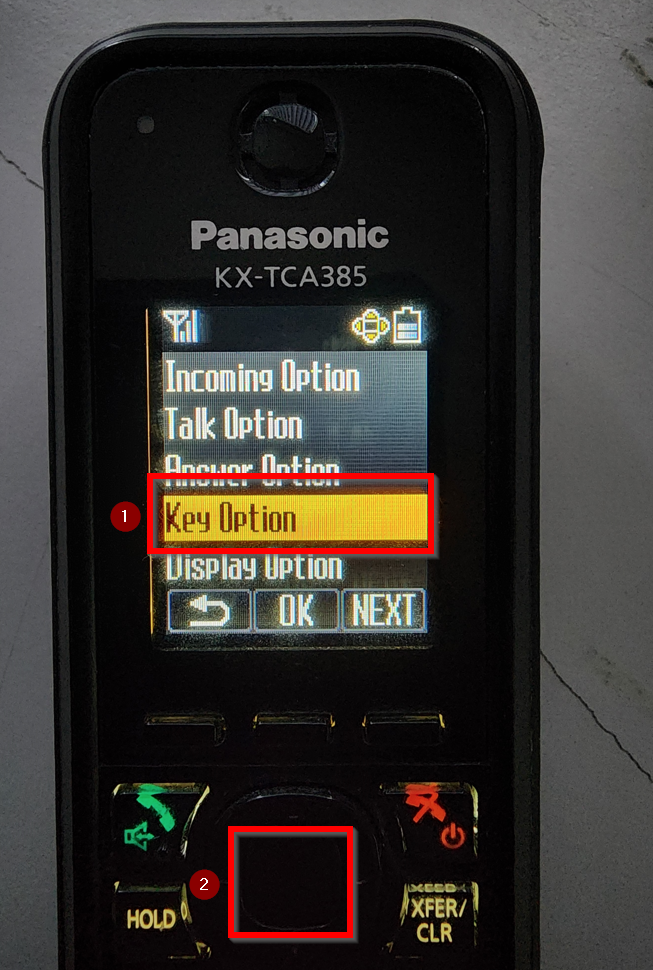 Panasonic
KX-TCA385
Incoming Option
Talk Option
Answer Option
1
Key Option
Display Option
OK NEXT
2
HOLD
XFER/
CLR